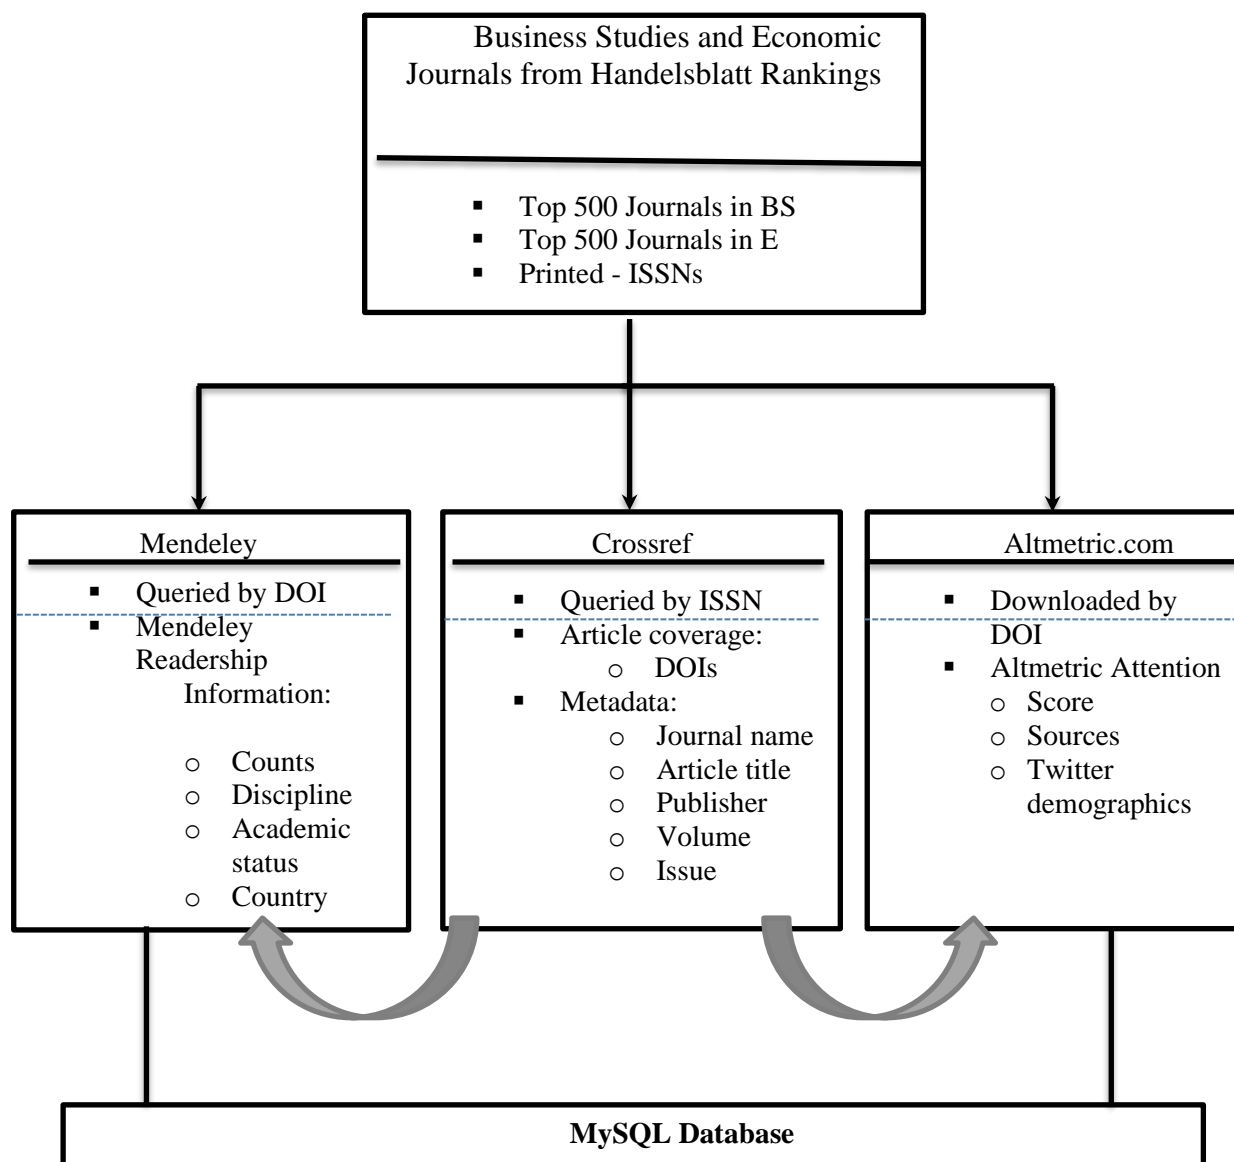 Business Studies and Economic
Journals from Handelsblatt Rankings
▪ Top 500 Journals in BS
▪ Top 500 Journals in E
▪ Printed - ISSNs
Mendeley
▪ Queried by DOI
▪ Mendeley
Readership
Information:
o Counts
o Discipline
o Academic
status
o Country
Crossref
▪ Queried by ISSN
▪ Article coverage:
o DOIs
▪ Metadata:
o Journal name
o Article title
o Publisher
o Volume
o Issue
Altmetric.com
▪ Downloaded by
DOI
▪ Altmetric Attention
o Score
o Sources
o Twitter
demographics
MySQL Database